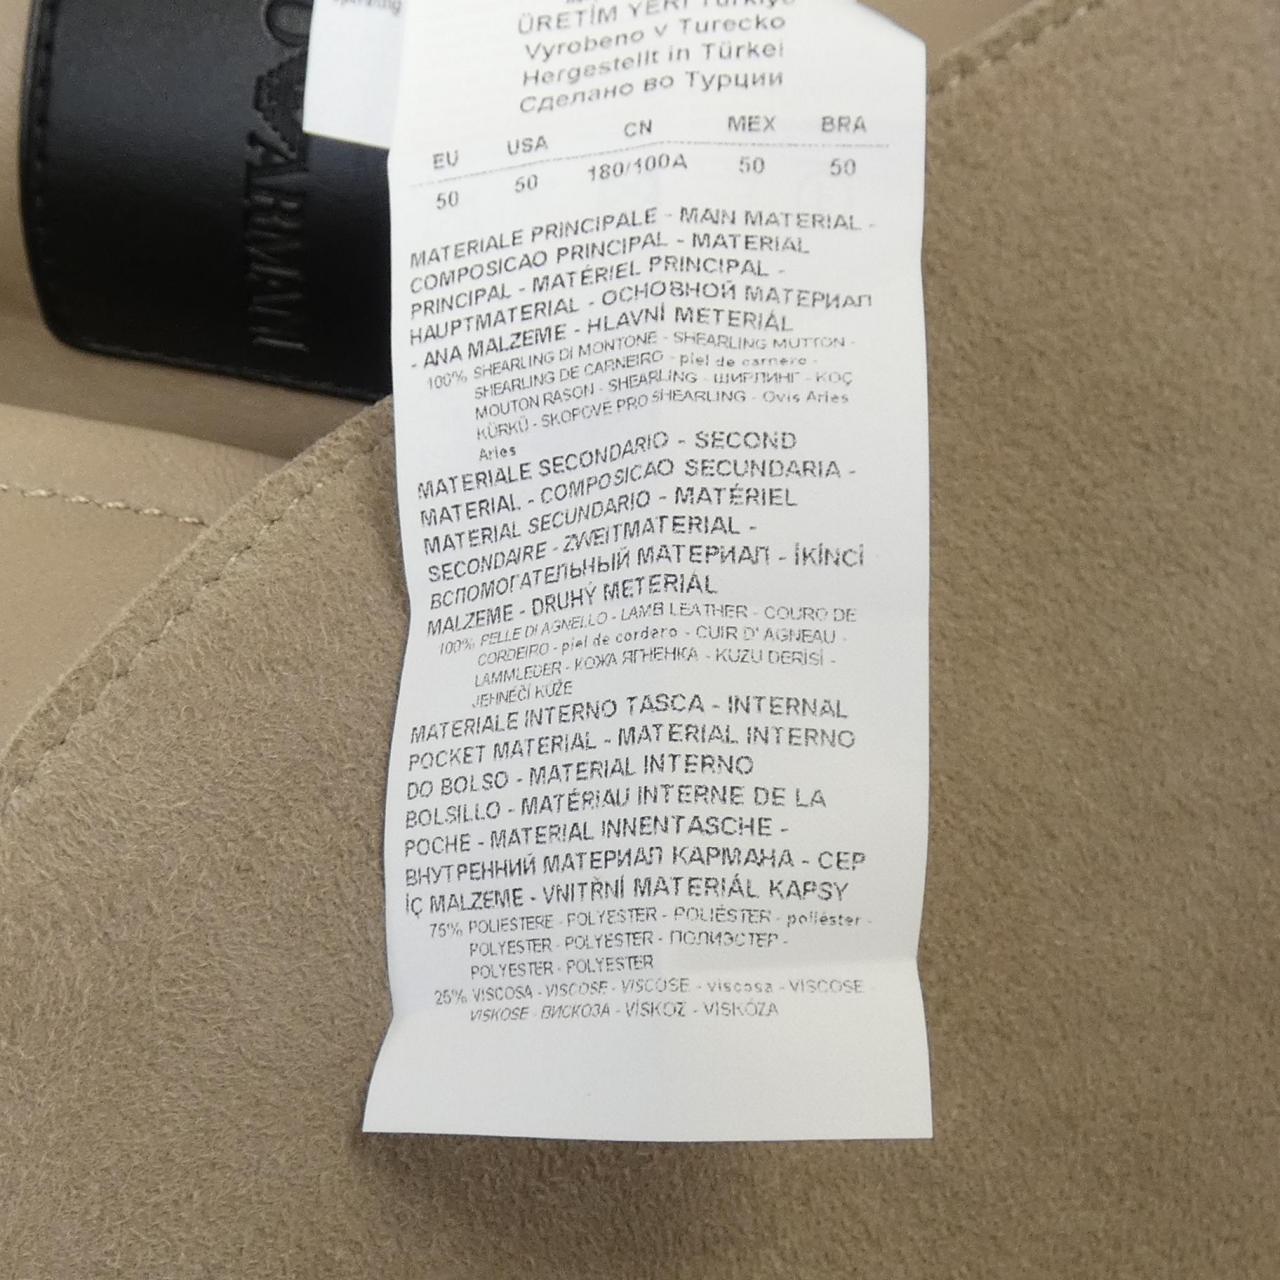 ÜRETİM YERİ Türkiye
Vyrobeno v Turecko
Hergestellt in Türkei
Сделано во Турции
EU USA CN MEX BRA
50 50 180/100A 50 50
MATERIALE PRINCIPALE - MAIN MATERIAL -
COMPOSICAO PRINCIPAL - MATERIAL
PRINCIPAL - MATÉRIEL PRINCIPAL -
HAUPTMATERIAL - ОСНОВНОЙ МАТЕРИАЛ
- ANA MALZEME - HLAVNÍ METERIÁL
100% SHEARLING DI MONTONE - SHEARLING MUTTON -
SHEARLING DE CARNEIRO - piel de carnero -
MOUTON RASON - SHEARLING - ШИРЛИНГ - KOÇ
KÜRKÜ - SKOPOVÉ PRO SHEARLING - Ovis Aries
Aries
MATERIALE SECONDARIO - SECOND
MATERIAL - COMPOSICAO SECUNDARIA -
MATERIAL SECUNDARIO - MATÉRIEL
SECONDAIRE - ZWEITMATERIAL -
ВСПОМОГАТЕЛЬНЫЙ МАТЕРИАЛ - İKİNCİ
MALZEME - DRUHÝ METERIÁL
100% PELLE DI AGNELLO - LAMB LEATHER - COURO DE
CORDEIRO - piel de cordero - CUIR D' AGNEAU -
LAMMLEDER - КОЖА ЯГНЕНКА - KUZU DERİSİ -
JEHNĚČÍ KŮŽE
MATERIALE INTERNO TASCA - INTERNAL
POCKET MATERIAL - MATERIAL INTERNO
DO BOLSO - MATERIAL INTERNO
BOLSILLO - MATÉRIAU INTERNE DE LA
POCHE - MATERIAL INNENTASCHE -
ВНУТРЕННИЙ МАТЕРИАЛ КАРМАНА - CEP
İÇ MALZEME - VNITŘNÍ MATERIÁL KAPSY
75% POLIESTERE - POLYESTER - POLIÉSTER - poliéster -
POLYESTER - POLYESTER - ПОЛИЭСТЕР -
POLYESTER - POLYESTER
25% VISCOSA - VISCOSE - VISCOSE - viscosa - VISCOSE
VISKOSE - ВИСКОЗА - VİSKOZ - VISKÓZA
ARMANI